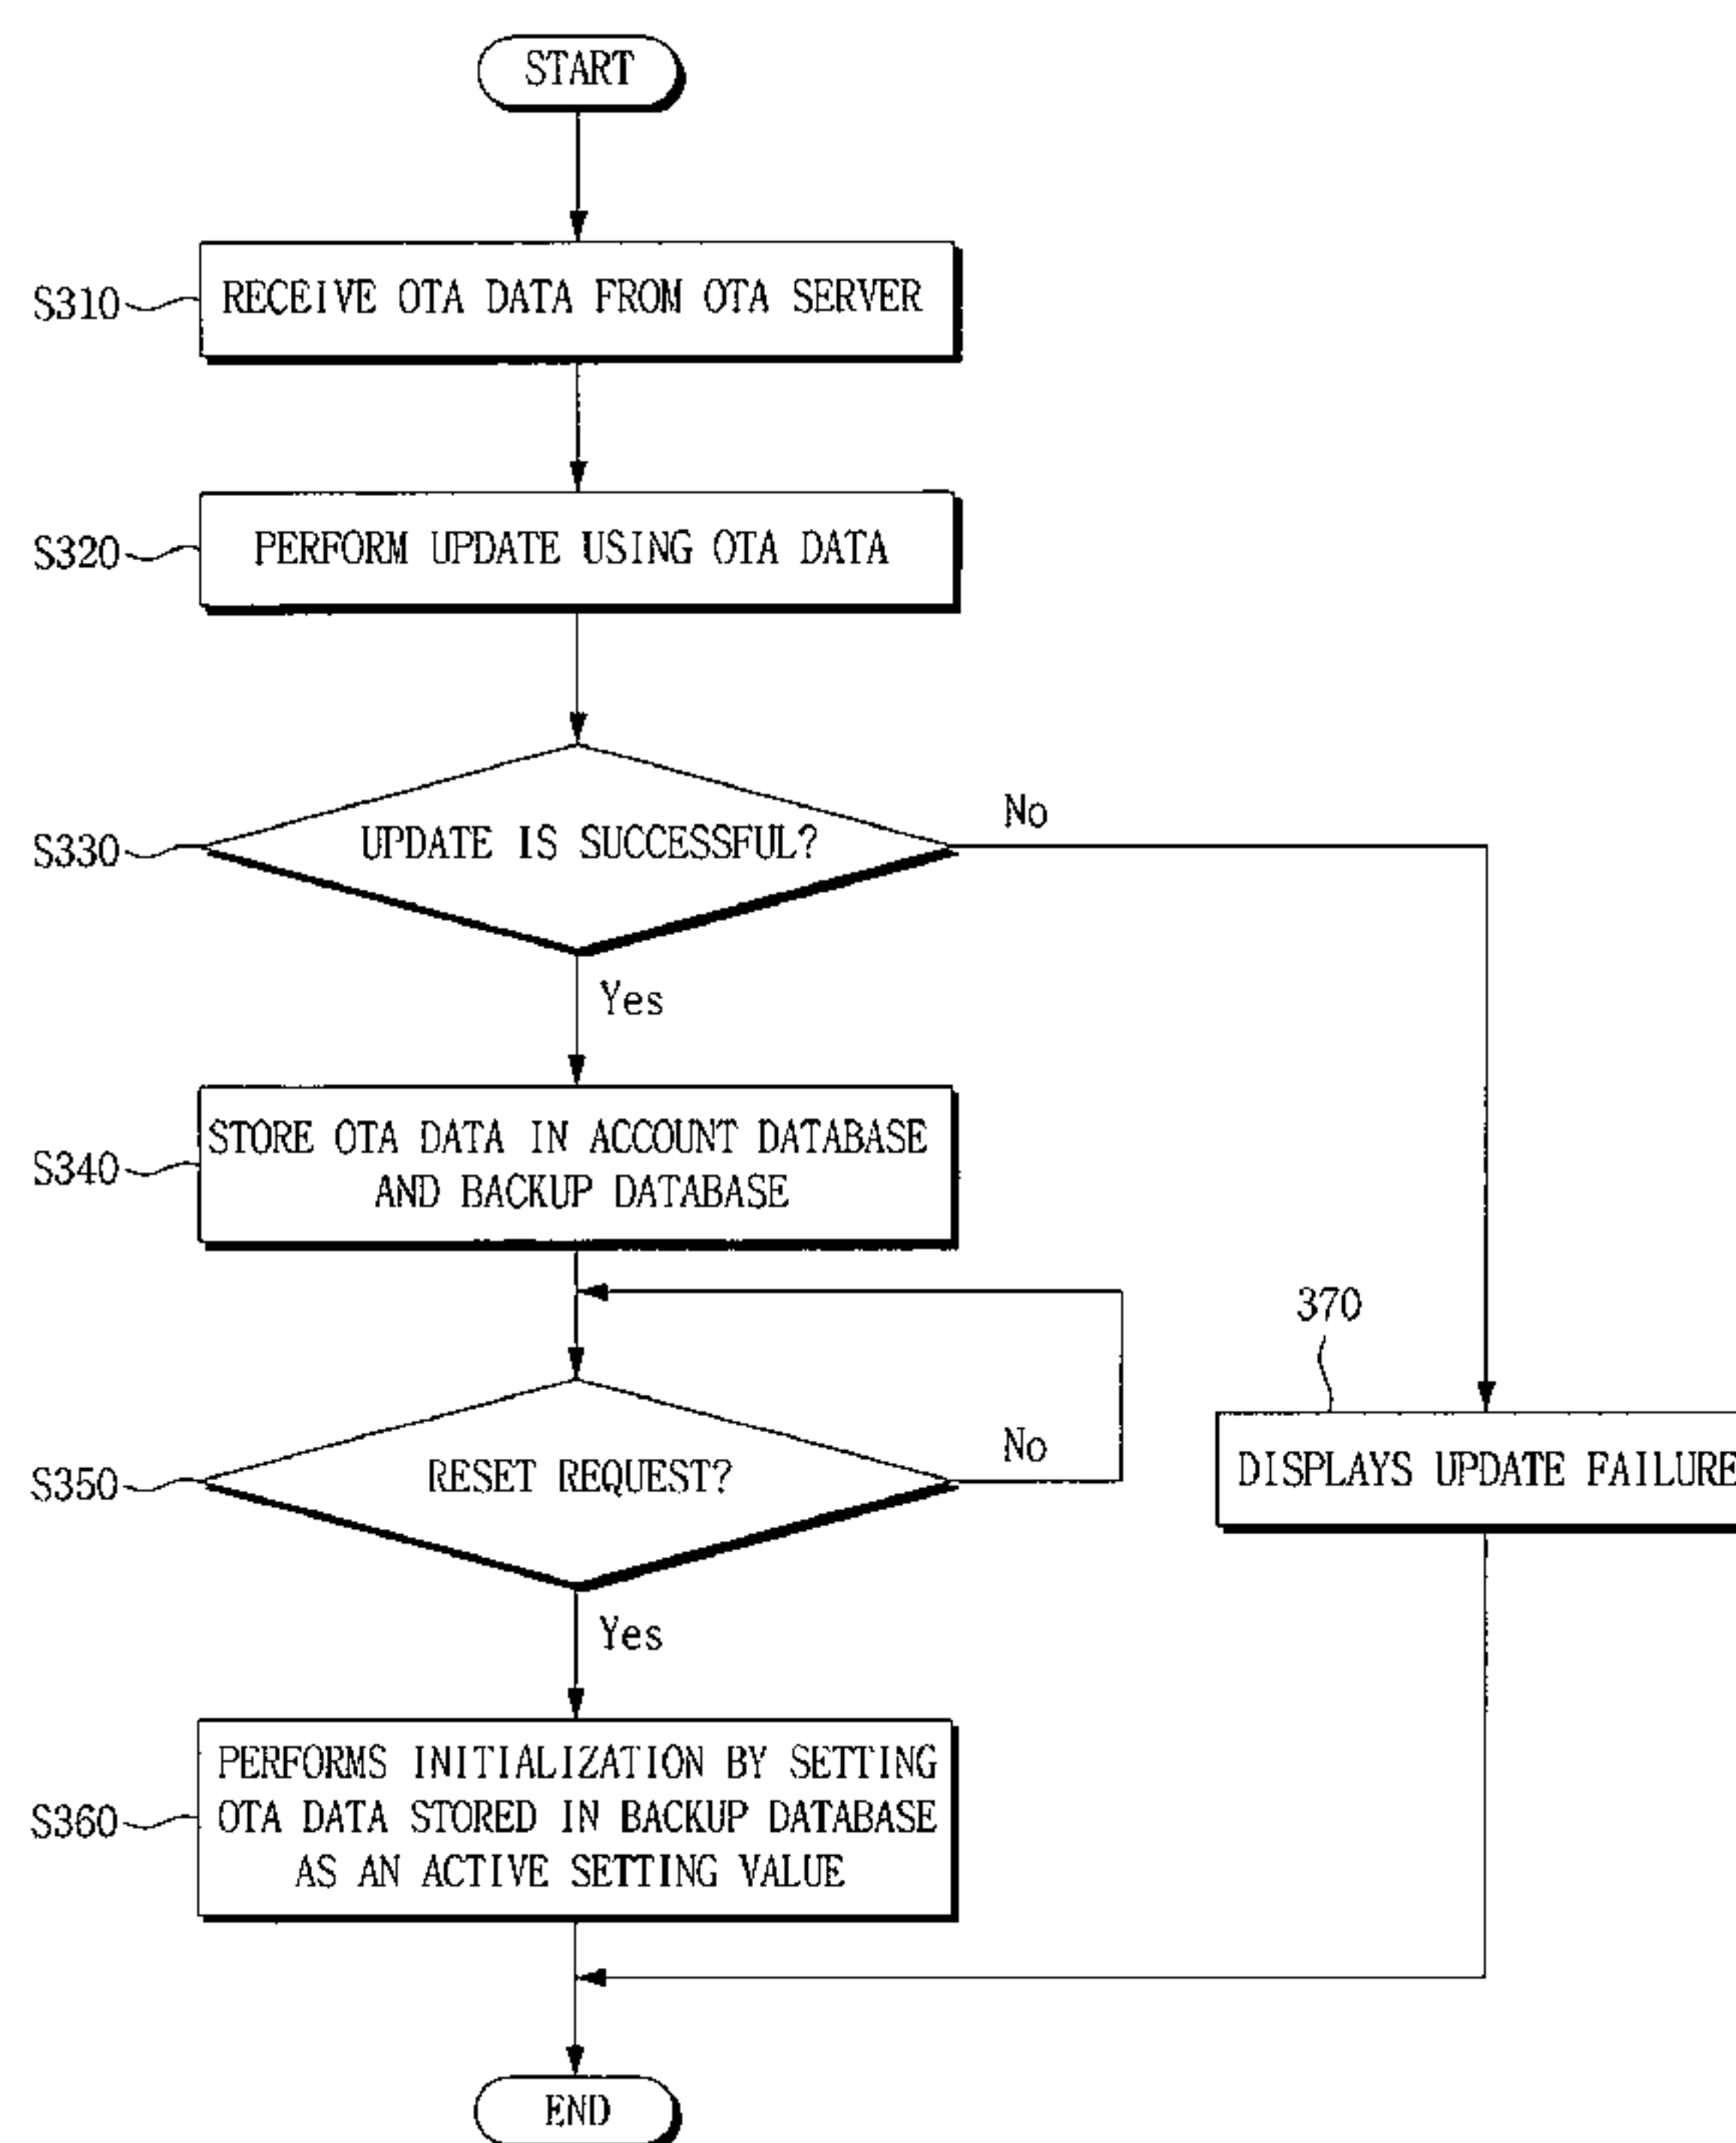 START
S310
RECEIVE OTA DATA FROM OTA SERVER
S320
PERFORM UPDATE USING OTA DATA
S330
UPDATE IS SUCCESSFUL?
No
Yes
S340
STORE OTA DATA IN ACCOUNT DATABASE
AND BACKUP DATABASE
370
S350
RESET REQUEST?
No
DISPLAYS UPDATE FAILURE
Yes
S360
PERFORMS INITIALIZATION BY SETTING
OTA DATA STORED IN BACKUP DATABASE
AS AN ACTIVE SETTING VALUE
END